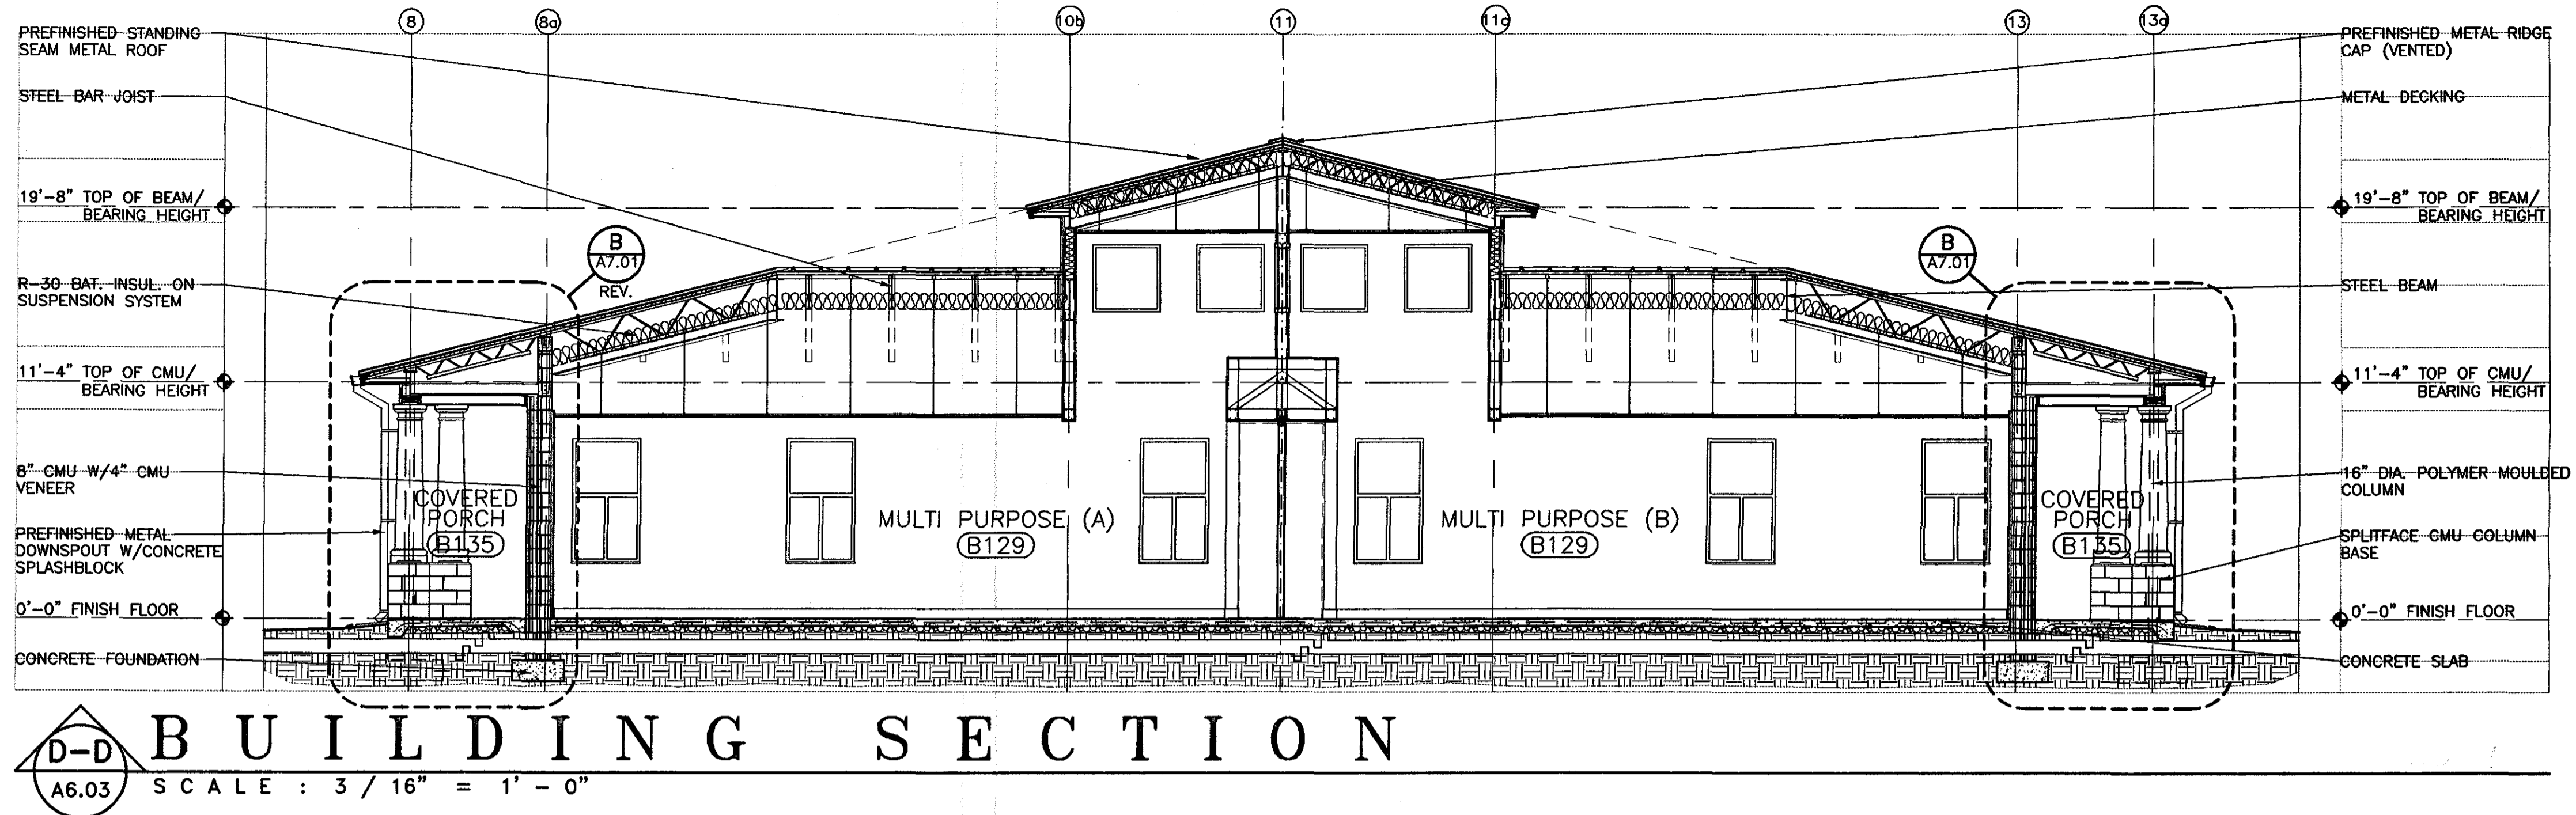 8
8a
10b
11
11c
13
13a
PREFINISHED STANDING
SEAM METAL ROOF
STEEL BAR JOIST
19'-8" TOP OF BEAM/
BEARING HEIGHT
R-30 BAT. INSUL. ON
SUSPENSION SYSTEM
11'-4" TOP OF CMU/
BEARING HEIGHT
8" CMU W/4" CMU
VENEER
PREFINISHED METAL
DOWNSPOUT W/CONCRETE
SPLASHBLOCK
0'-0" FINISH FLOOR
CONCRETE FOUNDATION
B
A7.01
REV.
COVERED
PORCH
B135
MULTI PURPOSE (A)
B129
MULTI PURPOSE (B)
B129
B
A7.01
COVERED
PORCH
B135
PREFINISHED METAL RIDGE
CAP (VENTED)
METAL DECKING
19'-8" TOP OF BEAM/
BEARING HEIGHT
STEEL BEAM
11'-4" TOP OF CMU/
BEARING HEIGHT
16" DIA. POLYMER MOULDED
COLUMN
SPLITFACE CMU COLUMN
BASE
0'-0" FINISH FLOOR
CONCRETE SLAB
D-D
A6.03
BUILDING SECTION
SCALE : 3/16" = 1'-0"